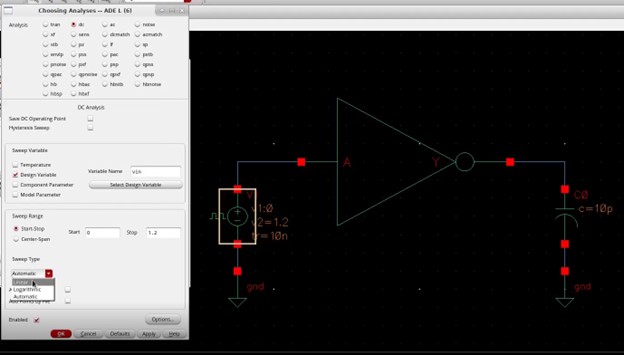 Choosing Analyses -- ADE L (6)
Analysis tran dc ac noise
xf sens dcmatch acmatch
stb pz lf sp
envlp pss pac pstb
pnoise pxf psp qpss
qpac qpnoise qpxf qpsp
hb hbac hbstb hbnoise
hbsp hbxf
DC Analysis
Save DC Operating Point
Hysteresis Sweep
Sweep Variable
Temperature
Design Variable
Component Parameter
Model Parameter
Variable Name vin
Select Design Variable
Sweep Range
Start-Stop
Center-Span
Start 0 Stop 1.2
Sweep Type
Automatic
Linear
Logarithmic
Automatic
Enabled
Options...
OK Cancel Defaults Apply Help
A Y
v1:0
v2=1.2
tr=10n
gnd
C0
c=10p
gnd